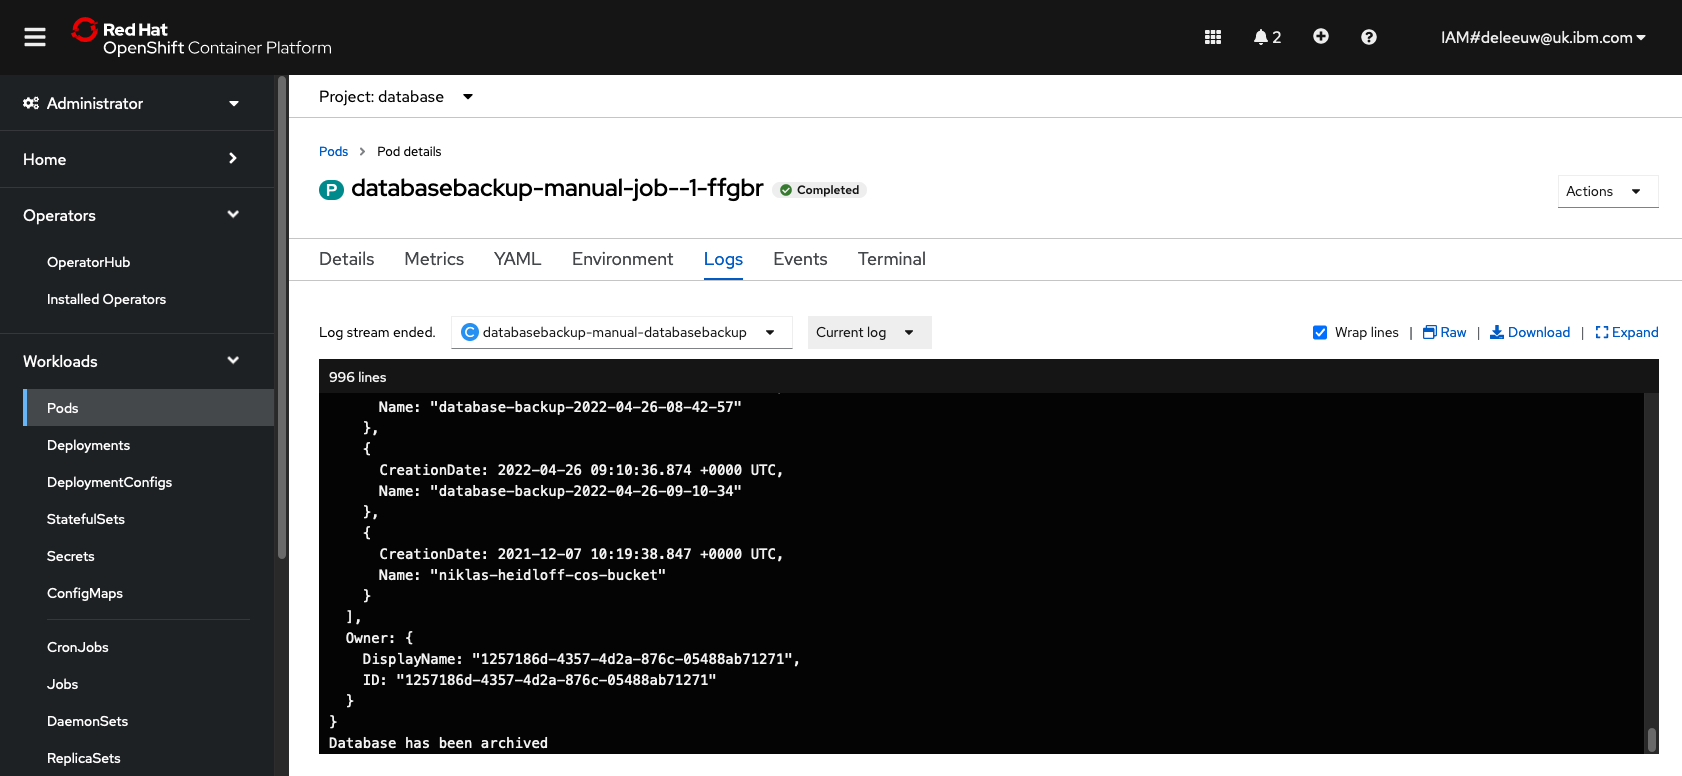 Red Hat
OpenShift Container Platform
2
IAM#deleeuw@uk.ibm.com
Administrator
Home
Operators
OperatorHub
Installed Operators
Workloads
Pods
Deployments
DeploymentConfigs
StatefulSets
Secrets
ConfigMaps
CronJobs
Jobs
DaemonSets
ReplicaSets
Project: database
Pods > Pod details
P databasebackup-manual-job--1-ffgbr Completed
Actions
Details Metrics YAML Environment Logs Events Terminal
Log stream ended. C databasebackup-manual-databasebackup Current log Wrap lines | Raw | Download | Expand
996 lines
Name: "database-backup-2022-04-26-08-42-57"
},
{
CreationDate: 2022-04-26 09:10:36.874 +0000 UTC,
Name: "database-backup-2022-04-26-09-10-34"
},
{
CreationDate: 2021-12-07 10:19:38.847 +0000 UTC,
Name: "niklas-heidloff-cos-bucket"
}
],
Owner: {
DisplayName: "1257186d-4357-4d2a-876c-05488ab71271",
ID: "1257186d-4357-4d2a-876c-05488ab71271"
}
}
Database has been archived